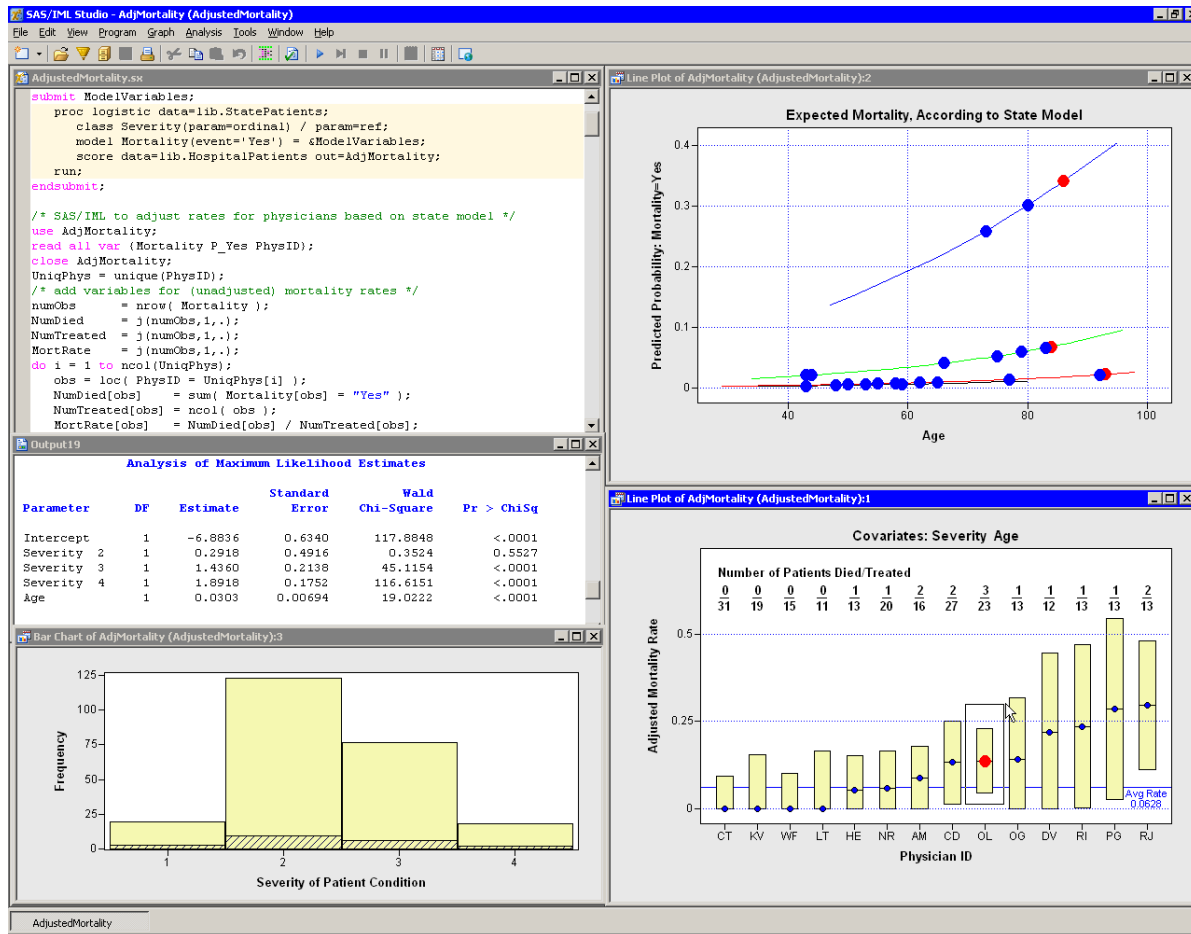 SAS/IML Studio - AdjMortality (AdjustedMortality)
File Edit View Program Graph Analysis Tools Window Help
AdjustedMortality.sx
submit ModelVariables;
proc logistic data=lib.StatePatients;
class Severity(param=ordinal) / param=ref;
model Mortality(event='Yes') = &ModelVariables;
score data=lib.HospitalPatients out=AdjMortality;
run;
endsubmit;
/* SAS/IML to adjust rates for physicians based on state model */
use AdjMortality;
read all var {Mortality P_Yes PhysID};
close AdjMortality;
UniqPhys = unique(PhysID);
/* add variables for (unadjusted) mortality rates */
numObs = nrow( Mortality );
NumDied = j(numObs,1,.);
NumTreated = j(numObs,1,.);
MortRate = j(numObs,1,.);
do i = 1 to ncol(UniqPhys);
obs = loc( PhysID = UniqPhys[i] );
NumDied[obs] = sum( Mortality[obs] = "Yes" );
NumTreated[obs] = ncol( obs );
MortRate[obs] = NumDied[obs] / NumTreated[obs];
Output19
Analysis of Maximum Likelihood Estimates
Standard Wald
Parameter DF Estimate Error Chi-Square Pr > ChiSq
Intercept 1 -6.8836 0.6340 117.8848 <.0001
Severity 2 1 0.2918 0.4916 0.3524 0.5527
Severity 3 1 1.4360 0.2138 45.1154 <.0001
Severity 4 1 1.8918 0.1752 116.6151 <.0001
Age 1 0.0303 0.00694 19.0222 <.0001
Bar Chart of AdjMortality (AdjustedMortality):3
125
100
75
50
25
0
Frequency
1 2 3 4
Severity of Patient Condition
Line Plot of AdjMortality (AdjustedMortality):2
Expected Mortality, According to State Model
Predicted Probability: Mortality=Yes
0.4
0.3
0.2
0.1
0
40 60 80 100
Age
Line Plot of AdjMortality (AdjustedMortality):1
Covariates: Severity Age
Number of Patients Died/Treated
0 0 0 0 1 1 2 2 3 1 1 1 1 2
31 19 15 11 13 20 16 27 23 13 12 13 13 13
Adjusted Mortality Rate
0.5
0.25
0
Avg Rate
0.0628
CT KV WF LT HE NR AM CD OL OG DV RI PG RJ
Physician ID
AdjustedMortality